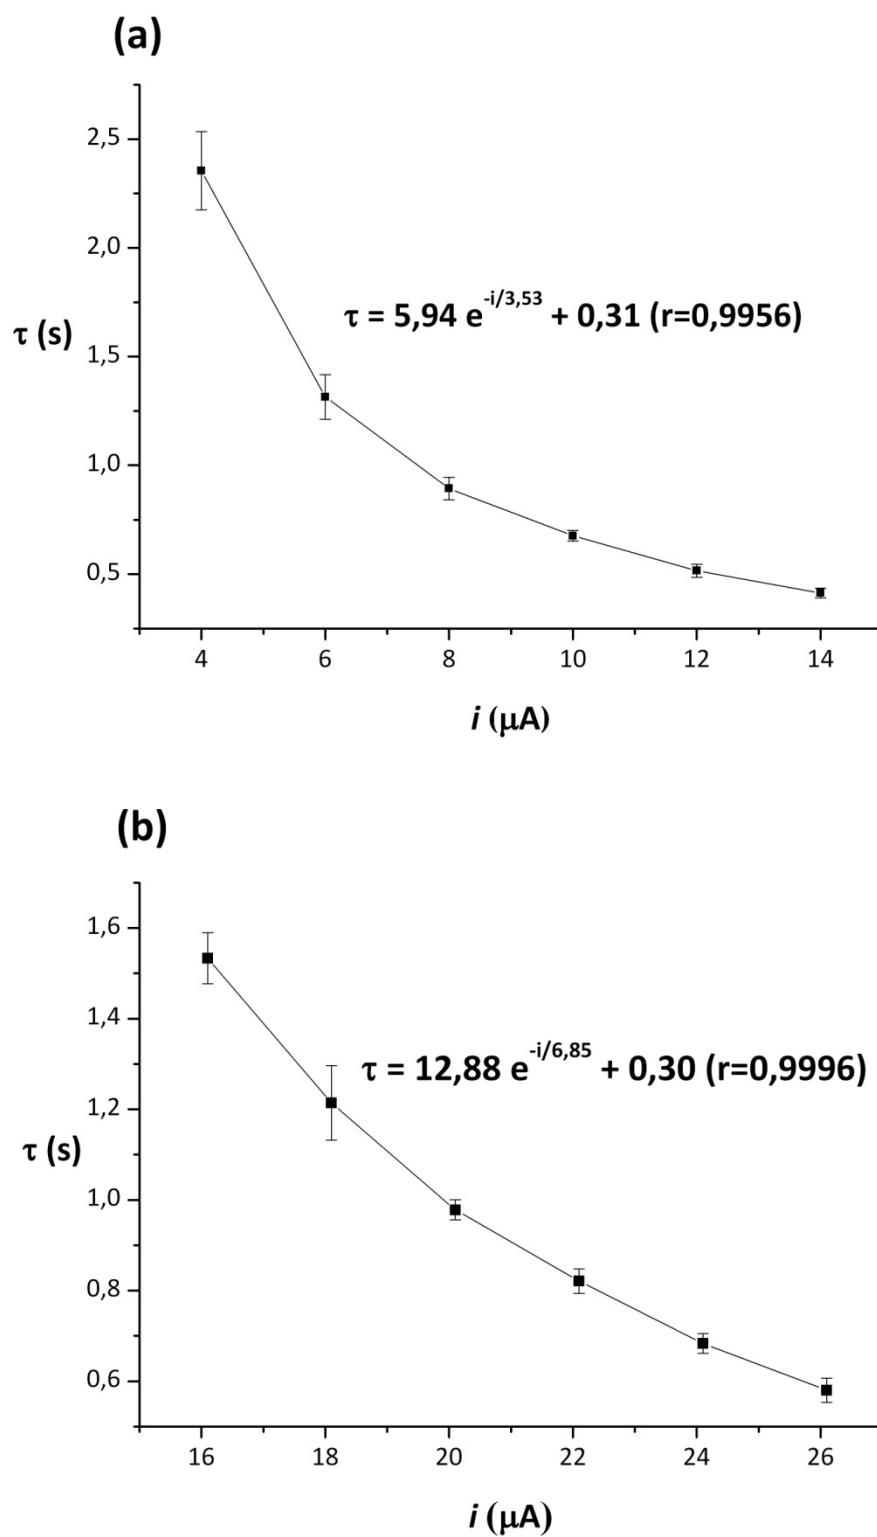 (a)
2,5
2,0
τ = 5,94 e^-i/3,53 + 0,31 (r=0,9956)
τ (s)
1,5
1,0
0,5
4 6 8 10 12 14
i (μA)
(b)
1,6
1,4
τ = 12,88 e^-i/6,85 + 0,30 (r=0,9996)
1,2
τ (s)
1,0
0,8
0,6
16 18 20 22 24 26
i (μA)